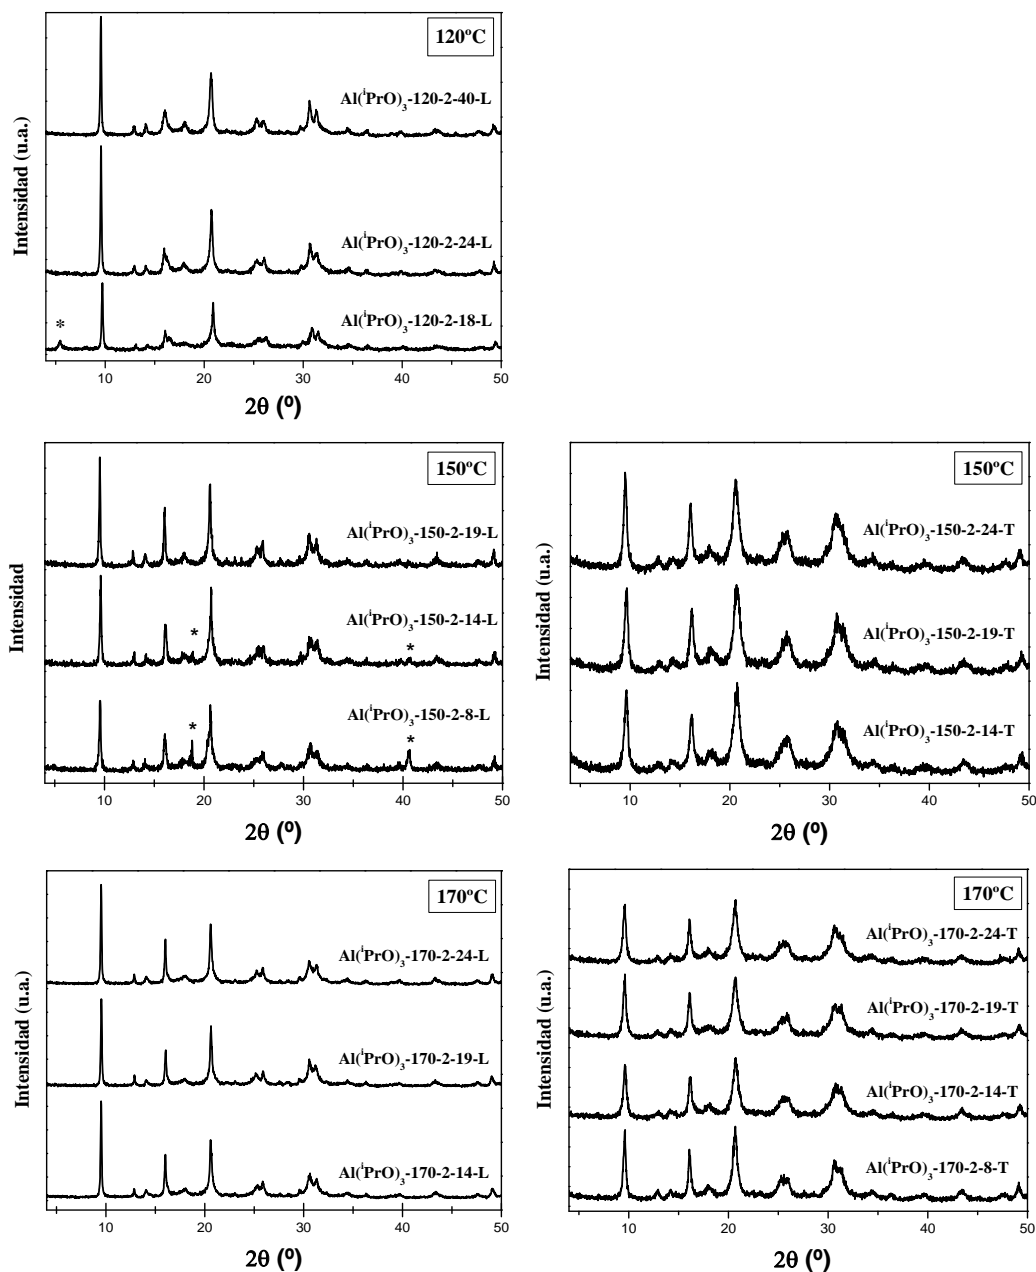 120ºC
Al(ⁱPrO)₃-120-2-40-L
Al(ⁱPrO)₃-120-2-24-L
Al(ⁱPrO)₃-120-2-18-L
*
Intensidad (u.a.)
10 20 30 40 50
2θ (º)
150ºC
Al(ⁱPrO)₃-150-2-19-L
Al(ⁱPrO)₃-150-2-14-L
* *
Al(ⁱPrO)₃-150-2-8-L
* *
Intensidad
10 20 30 40 50
2θ (º)
150ºC
Al(ⁱPrO)₃-150-2-24-T
Al(ⁱPrO)₃-150-2-19-T
Al(ⁱPrO)₃-150-2-14-T
Intensidad (u.a.)
10 20 30 40 50
2θ (º)
170ºC
Al(ⁱPrO)₃-170-2-24-L
Al(ⁱPrO)₃-170-2-19-L
Al(ⁱPrO)₃-170-2-14-L
Intensidad (u.a.)
10 20 30 40 50
2θ (º)
170ºC
Al(ⁱPrO)₃-170-2-24-T
Al(ⁱPrO)₃-170-2-19-T
Al(ⁱPrO)₃-170-2-14-T
Al(ⁱPrO)₃-170-2-8-T
Intensidad (u.a.)
10 20 30 40 50
2θ (º)